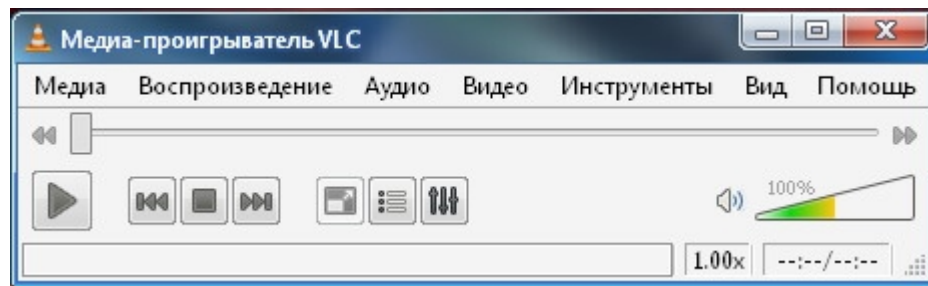 Медиа-проигрыватель VLC
Медиа Воспроизведение Аудио Видео Инструменты Вид Помощь
100%
1.00x --:--/--:--